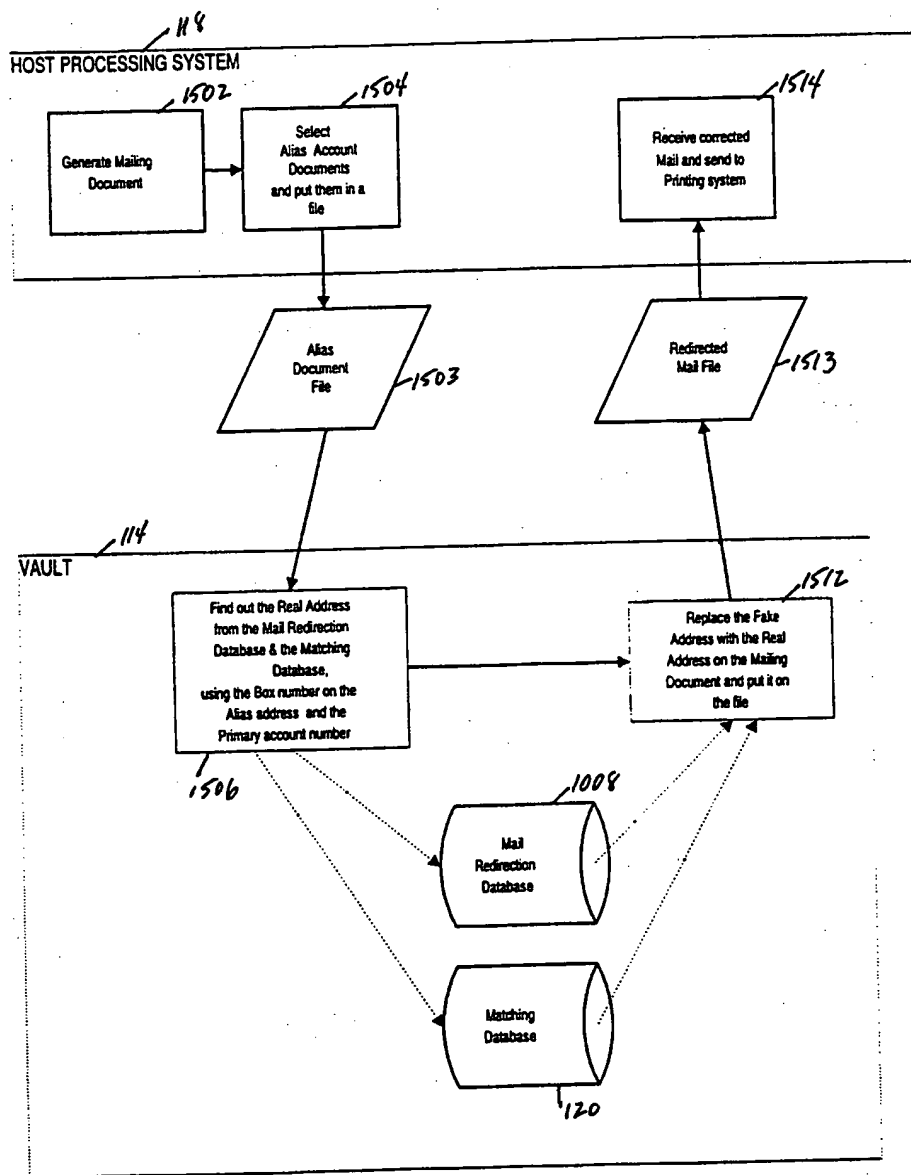 118
HOST PROCESSING SYSTEM
1502
Generate Mailing
Document
1504
Select
Alias Account
Documents
and put them in a
file
1514
Receive corrected
Mail and send to
Printing system
Alias
Document
File
1503
Redirected
Mail File
1513
114
VAULT
Find out the Real Address
from the Mail Redirection
Database & the Matching
Database,
using the Box number on the
Alias address and the
Primary account number
1506
1512
Replace the Fake
Address with the Real
Address on the Mailing
Document and put it on
the file
1008
Mail
Redirection
Database
Matching
Database
120